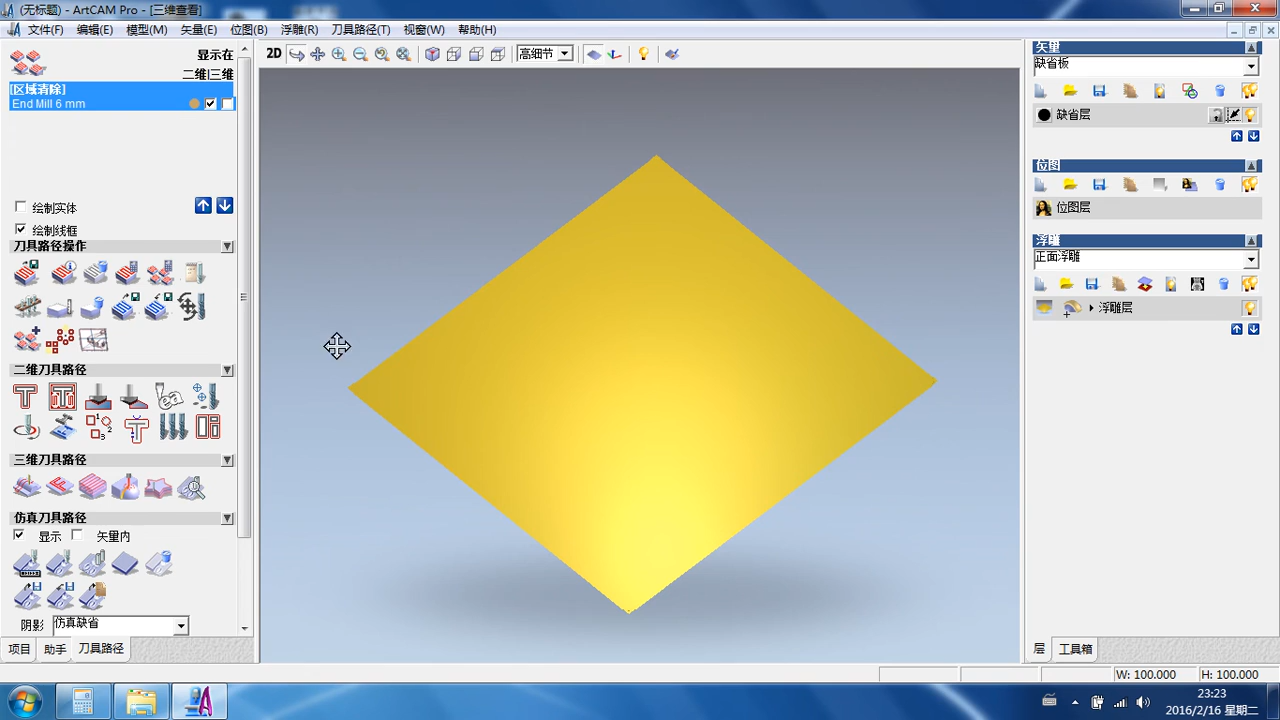 (无标题) - ArtCAM Pro - [三维查看]
文件(F) 编辑(E) 模型(M) 矢量(E) 位图(B) 浮雕(R) 刀具路径(T) 视窗(W) 帮助(H)
显示在
二维|三维
[区域清除]
End Mill 6 mm
绘制实体
绘制线框
刀具路径操作
二维刀具路径
三维刀具路径
仿真刀具路径
显示 矢量内
阴影 仿真缺省
项目 助手 刀具路径
2D 高细节
矢量
缺省板
缺省层
位图
位图层
浮雕
正面浮雕
浮雕层
层 工具箱
W: 100.000 H: 100.000
23:23
2016/2/16 星期二